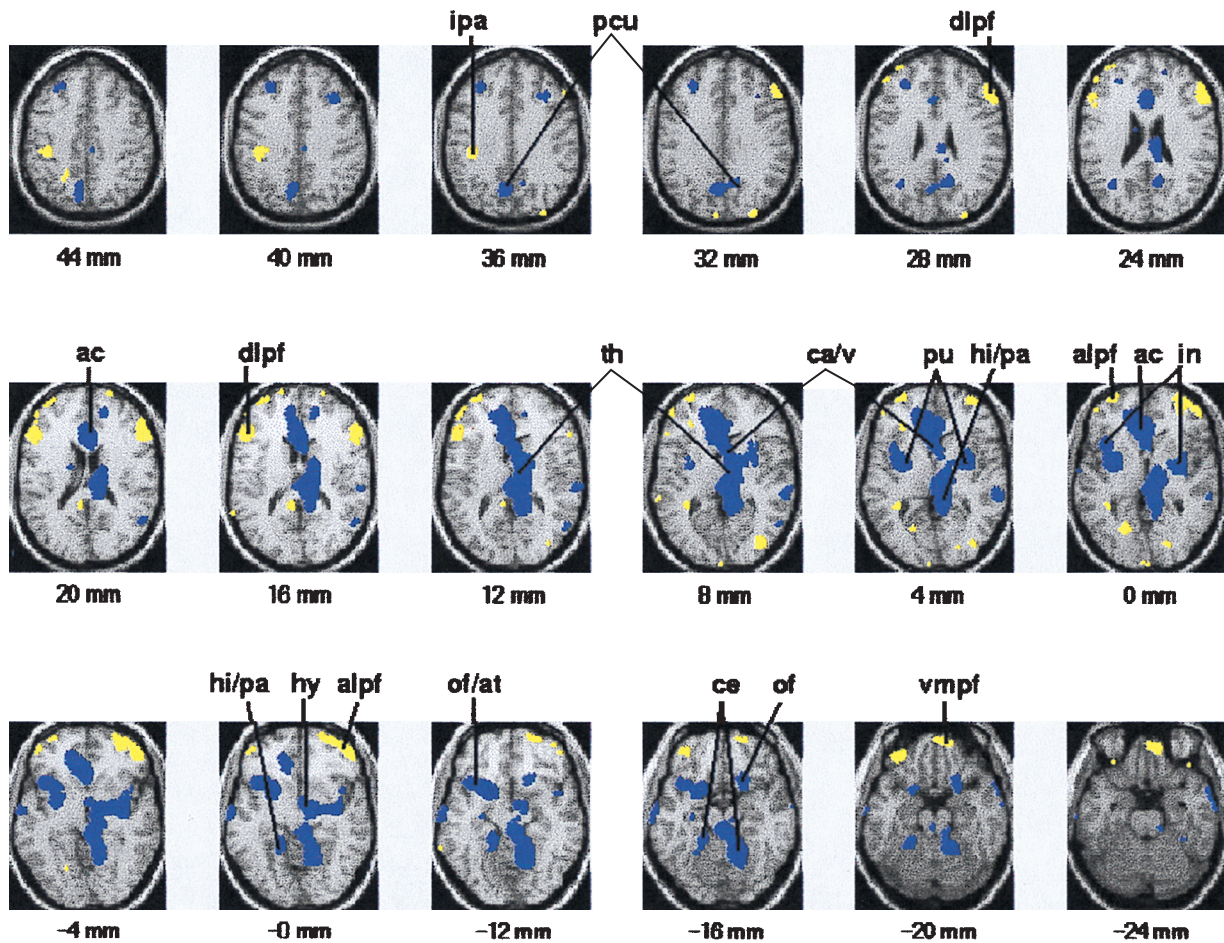 ipa pcu dlpf
44 mm 40 mm 36 mm 32 mm 28 mm 24 mm
ac dlpf th ca/v pu hi/pa alpf ac in
20 mm 16 mm 12 mm 8 mm 4 mm 0 mm
hi/pa hy alpf of/at ce of vmpf
-4 mm -0 mm -12 mm -16 mm -20 mm -24 mm